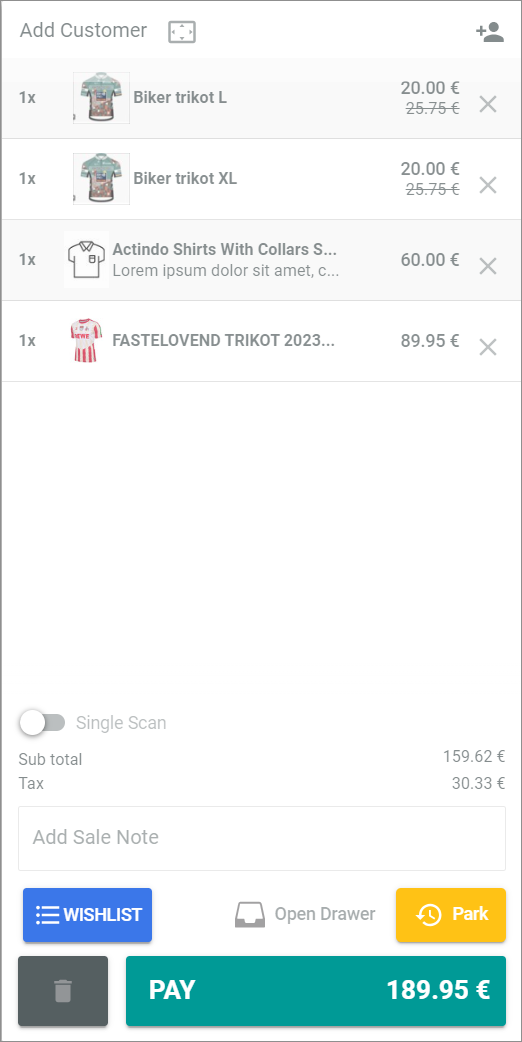 Add Customer
1x Biker trikot L 20.00 €
25.75 €
1x Biker trikot XL 20.00 €
25.75 €
1x Actindo Shirts With Collars S... 60.00 €
Lorem ipsum dolor sit amet, c...
1x FASTELOVEND TRIKOT 2023... 89.95 €
REWE
Single Scan
Sub total 159.62 €
Tax 30.33 €
Add Sale Note
WISHLIST Open Drawer Park
PAY 189.95 €